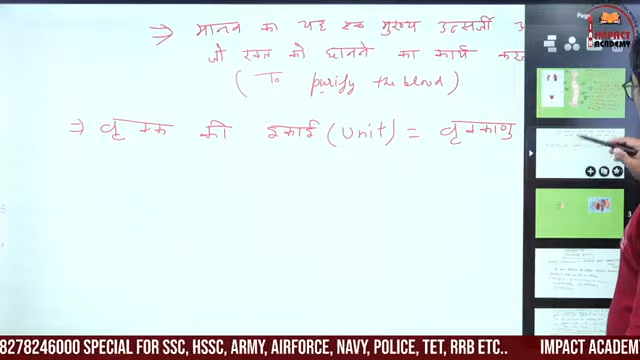 ⇒ मानव का यह एक मुख्य उत्सर्जी
जो रक्त को छानने का कार्य
(To purify the blood)
⇒ वृक्क की इकाई (Unit) = वृक्काणु
IMPACT
ACADEMY
8278246000 SPECIAL FOR SSC, HSSC, ARMY, AIRFORCE, NAVY, POLICE, TET, RRB ETC.. IMPACT ACADEM